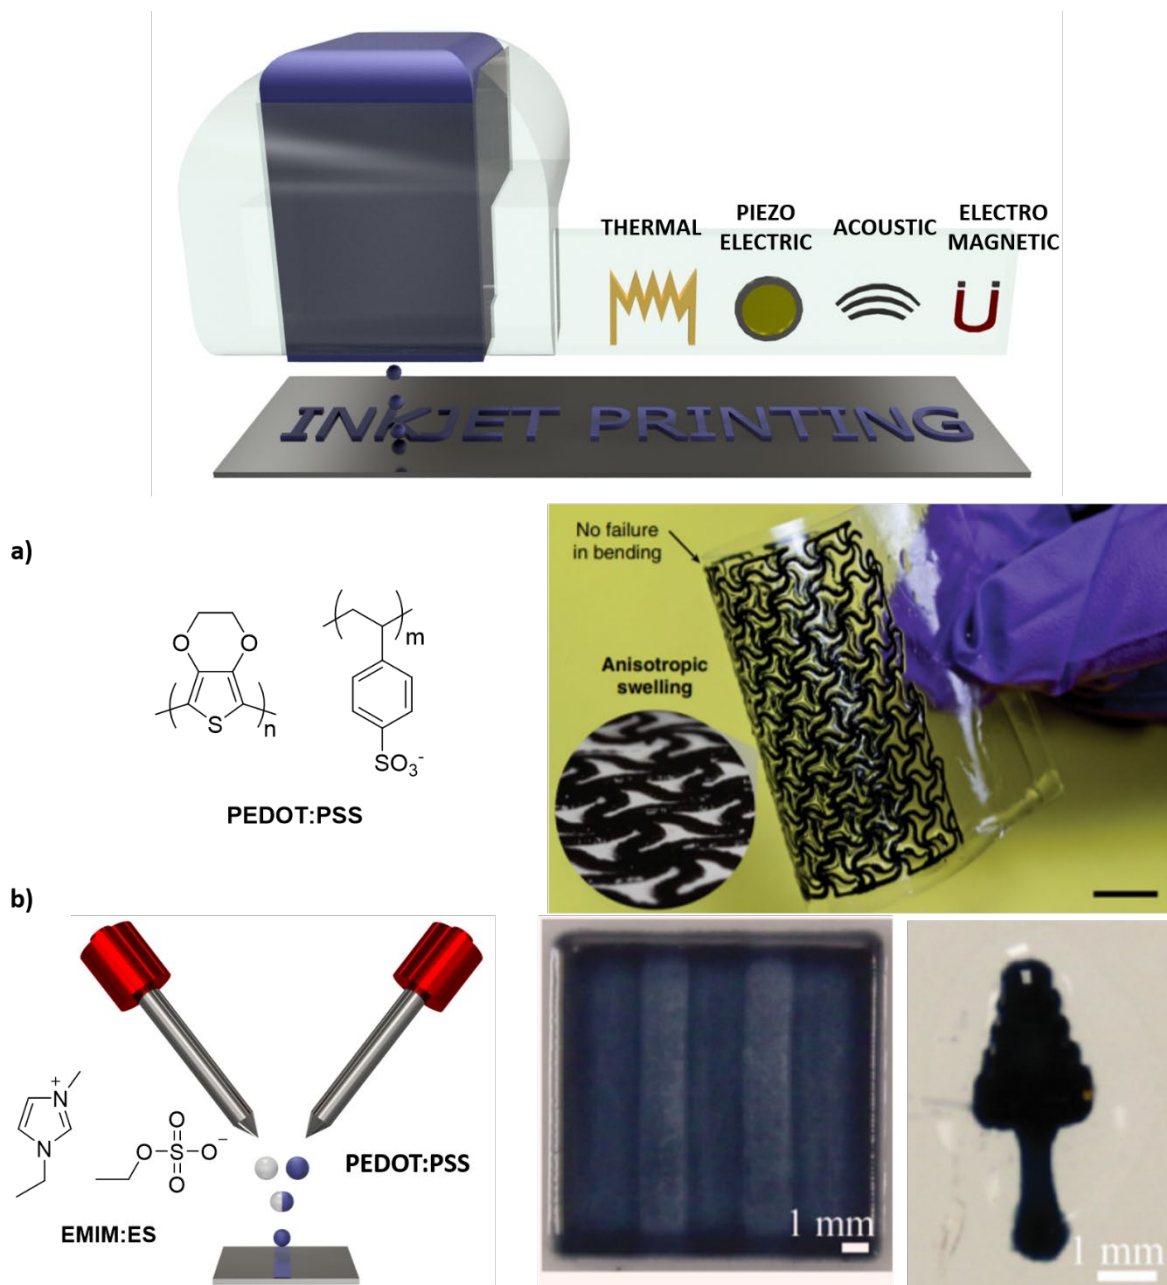 THERMAL
PIEZO
ELECTRIC
ACOUSTIC
ELECTRO
MAGNETIC
INKJET PRINTING
a)
O
O
S
n
m
SO₃⁻
PEDOT:PSS
No failure
in bending
Anisotropic
swelling
b)
+
N
N
O
O
S
O⁻
O
EMIM:ES
PEDOT:PSS
1 mm
1 mm